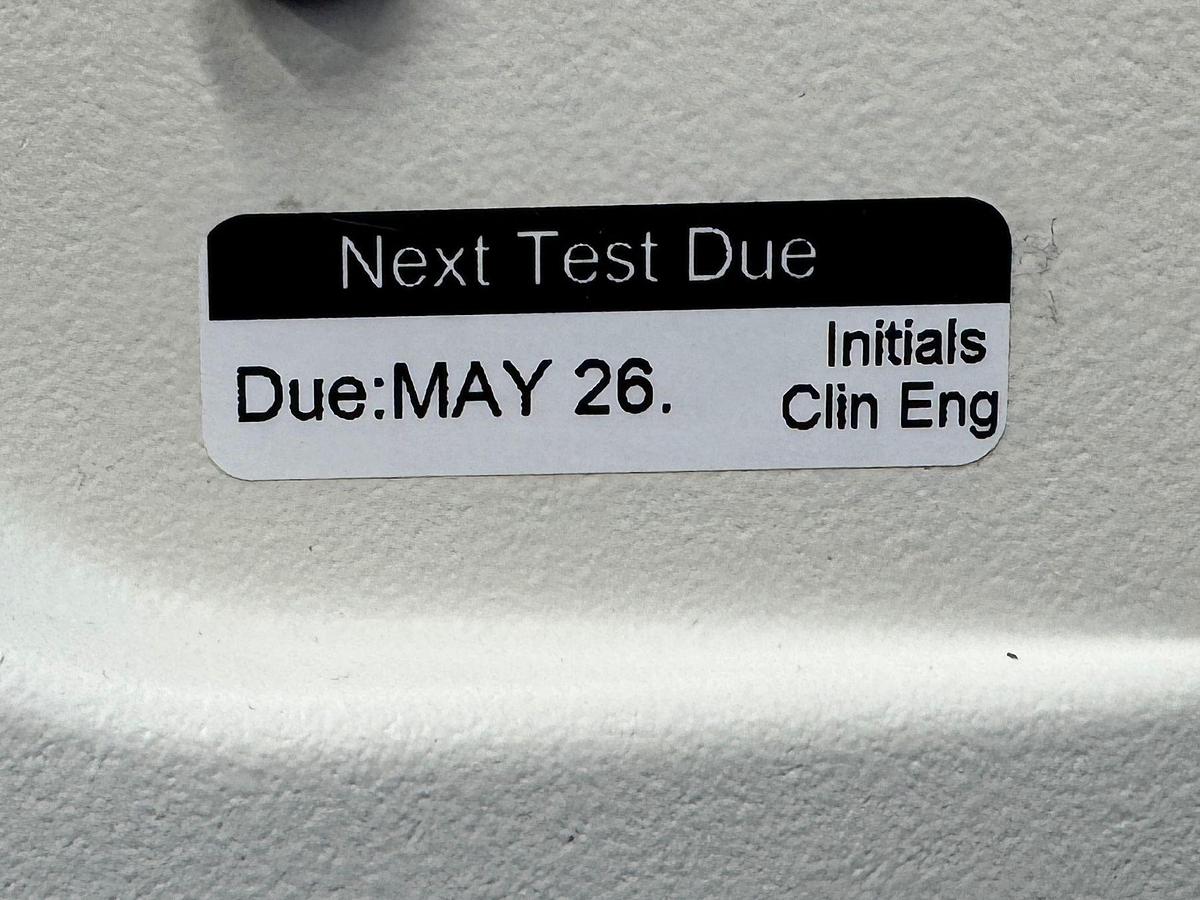 Next Test Due
Due:MAY 26.
Initials
Clin Eng